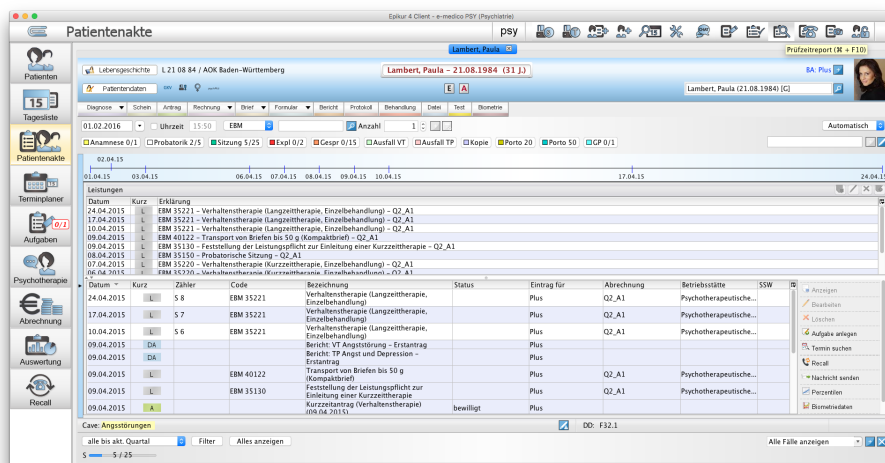 Epikur 4 Client - e-medico PSY (Psychiatrie)
Patientenakte
psy
Prüfzeitreport (⌘ + F10)
Lambert, Paula
Lebensgeschichte
L 21 08 84 / AOK Baden-Württemberg
Lambert, Paula - 21.08.1984 (31 J.)
BA: Plus
Patientendaten
E A
Lambert, Paula (21.08.1984) [G]
Diagnose Schein Antrag Rechnung Brief Formular Bericht Protokoll Behandlung Datei Test Biometrie
01.02.2016 Uhrzeit 15:50 EBM Anzahl 1 Automatisch
Anamnese 0/1 Probatorik 2/5 Sitzung 5/25 Expl 0/2 Gespr 0/15 Ausfall VT Ausfall TP Kopie Porto 20 Porto 50 GP 0/1
02.04.15
01.04.15 03.04.15 06.04.15 07.04.15 08.04.15 09.04.15 10.04.15 17.04.15 24.04.15
Leistungen
Datum Kurz Erklärung
24.04.2015 L EBM 35221 - Verhaltenstherapie (Langzeittherapie, Einzelbehandlung) - Q2_A1
17.04.2015 L EBM 35221 - Verhaltenstherapie (Langzeittherapie, Einzelbehandlung) - Q2_A1
10.04.2015 L EBM 35221 - Verhaltenstherapie (Langzeittherapie, Einzelbehandlung) - Q2_A1
09.04.2015 L EBM 40122 - Transport von Briefen bis 50 g (Kompaktbrief) - Q2_A1
09.04.2015 L EBM 35130 - Feststellung der Leistungspflicht zur Einleitung einer Kurzzeittherapie - Q2_A1
08.04.2015 L EBM 35150 - Probatorische Sitzung - Q2_A1
07.04.2015 L EBM 35220 - Verhaltenstherapie (Kurzzeittherapie, Einzelbehandlung) - Q2_A1
06.04.2015 L EBM 35220 - Verhaltenstherapie (Kurzzeittherapie, Einzelbehandlung) - Q2_A1
Datum Kurz Zähler Code Bezeichnung Status Eintrag für Abrechnung Betriebsstätte SSW
24.04.2015 L S 8 EBM 35221 Verhaltenstherapie (Langzeittherapie, Plus Q2_A1 Psychotherapeutische...
Einzelbehandlung)
17.04.2015 L S 7 EBM 35221 Verhaltenstherapie (Langzeittherapie, Plus Q2_A1 Psychotherapeutische...
Einzelbehandlung)
10.04.2015 L S 6 EBM 35221 Verhaltenstherapie (Langzeittherapie, Plus Q2_A1 Psychotherapeutische...
Einzelbehandlung)
09.04.2015 DA Bericht: VT Angststörung - Erstantrag Plus
09.04.2015 DA Bericht: TP Angst und Depression - Plus
Erstantrag
09.04.2015 L EBM 40122 Transport von Briefen bis 50 g Plus Q2_A1 Psychotherapeutische...
(Kompaktbrief)
09.04.2015 L EBM 35130 Feststellung der Leistungspflicht zur Plus Q2_A1 Psychotherapeutische...
Einleitung einer Kurzzeittherapie
09.04.2015 A Kurzzeitantrag (Verhaltenstherapie) bewilligt Plus
(09.04.2015)
Anzeigen
Bearbeiten
Löschen
Aufgabe anlegen
Termin suchen
Recall
Nachricht senden
Perzentilen
Biometriedaten
Cave: Angsstörungen
DD: F32.1
alle bis akt. Quartal Filter Alles anzeigen Alle Fälle anzeigen
S 5 / 25
Patienten
15
Tagesliste
Patientenakte
Terminplaner
0/1
Aufgaben
Psychotherapie
Abrechnung
Auswertung
Recall